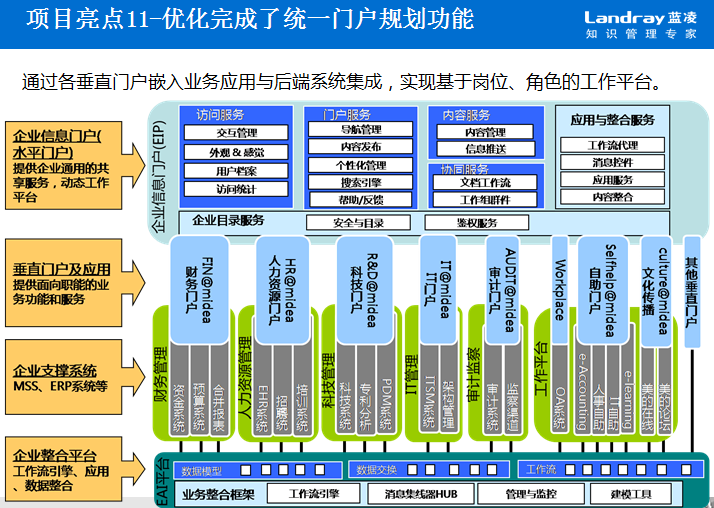 项目亮点11-优化完成了统一门户规划功能
Landray蓝凌
知识管理专家
通过各垂直门户嵌入业务应用与后端系统集成，实现基于岗位、角色的工作平台。
企业信息门户(
水平门户)
提供企业通用的共
享服务，动态工作
平台
垂直门户及应用
提供面向职能的业
务功能和服务
企业支撑系统
MSS、ERP系统等
企业整合平台
工作流引擎、应用
、数据整合
企业信息门户(EIP)
访问服务
交互管理
外观 & 感觉
用户档案
访问统计
门户服务
导航管理
内容发布
个性化管理
搜索引擎
帮助/反馈
内容服务
内容管理
信息推送
协同服务
文档工作流
工作组群件
应用与整合服务
工作流代理
消息控件
应用服务
内容整合
企业目录服务
安全与目录
鉴权服务
FIN@midea
财务门户
HR@midea
人力资源门户
R&D@midea
科技门户
IT@midea
IT门户
AUDIT@midea
审计门户
Workplace
Selfhelp@midea
自助门户
culture@midea
文化传播
其他垂直门户
财务管理
资金系统
预算系统
合并报表
人力资源管理
EHR系统
招聘系统
培训系统
科技管理
科技系统
专利分析
PDM系统
IT管理
ITSM系统
架构管理
审计监察
审计系统
监察渠道
工作平台
OA系统
e-Accounting
人事自助
IT自助
e-learning
美的在线
美的论坛
EAI平台
数据模型
数据交换
工作流
业务整合框架
工作流引擎
消息集线器HUB
管理与监控
建模工具